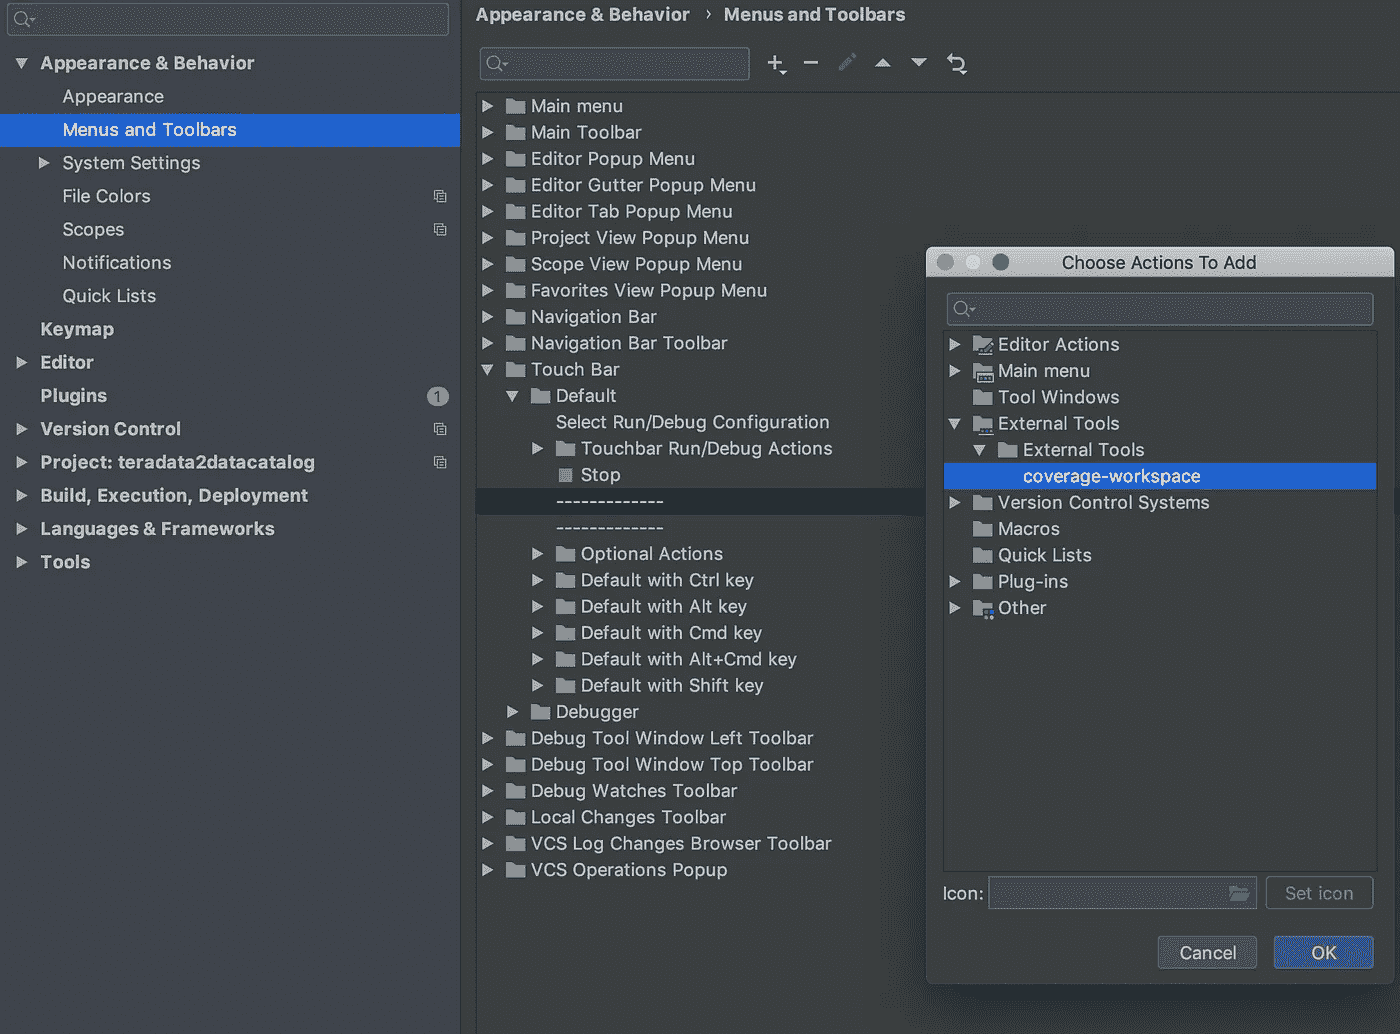 Appearance & Behavior
Appearance
Menus and Toolbars
System Settings
File Colors
Scopes
Notifications
Quick Lists
Keymap
Editor
Plugins 1
Version Control
Project: teradata2datacatalog
Build, Execution, Deployment
Languages & Frameworks
Tools
Appearance & Behavior › Menus and Toolbars
Main menu
Main Toolbar
Editor Popup Menu
Editor Gutter Popup Menu
Editor Tab Popup Menu
Project View Popup Menu
Scope View Popup Menu
Favorites View Popup Menu
Navigation Bar
Navigation Bar Toolbar
Touch Bar
Default
Select Run/Debug Configuration
Touchbar Run/Debug Actions
Stop
-------------
-------------
Optional Actions
Default with Ctrl key
Default with Alt key
Default with Cmd key
Default with Alt+Cmd key
Default with Shift key
Debugger
Debug Tool Window Left Toolbar
Debug Tool Window Top Toolbar
Debug Watches Toolbar
Local Changes Toolbar
VCS Log Changes Browser Toolbar
VCS Operations Popup
Choose Actions To Add
Editor Actions
Main menu
Tool Windows
External Tools
External Tools
coverage-workspace
Version Control Systems
Macros
Quick Lists
Plug-ins
Other
Icon: Set icon
Cancel OK